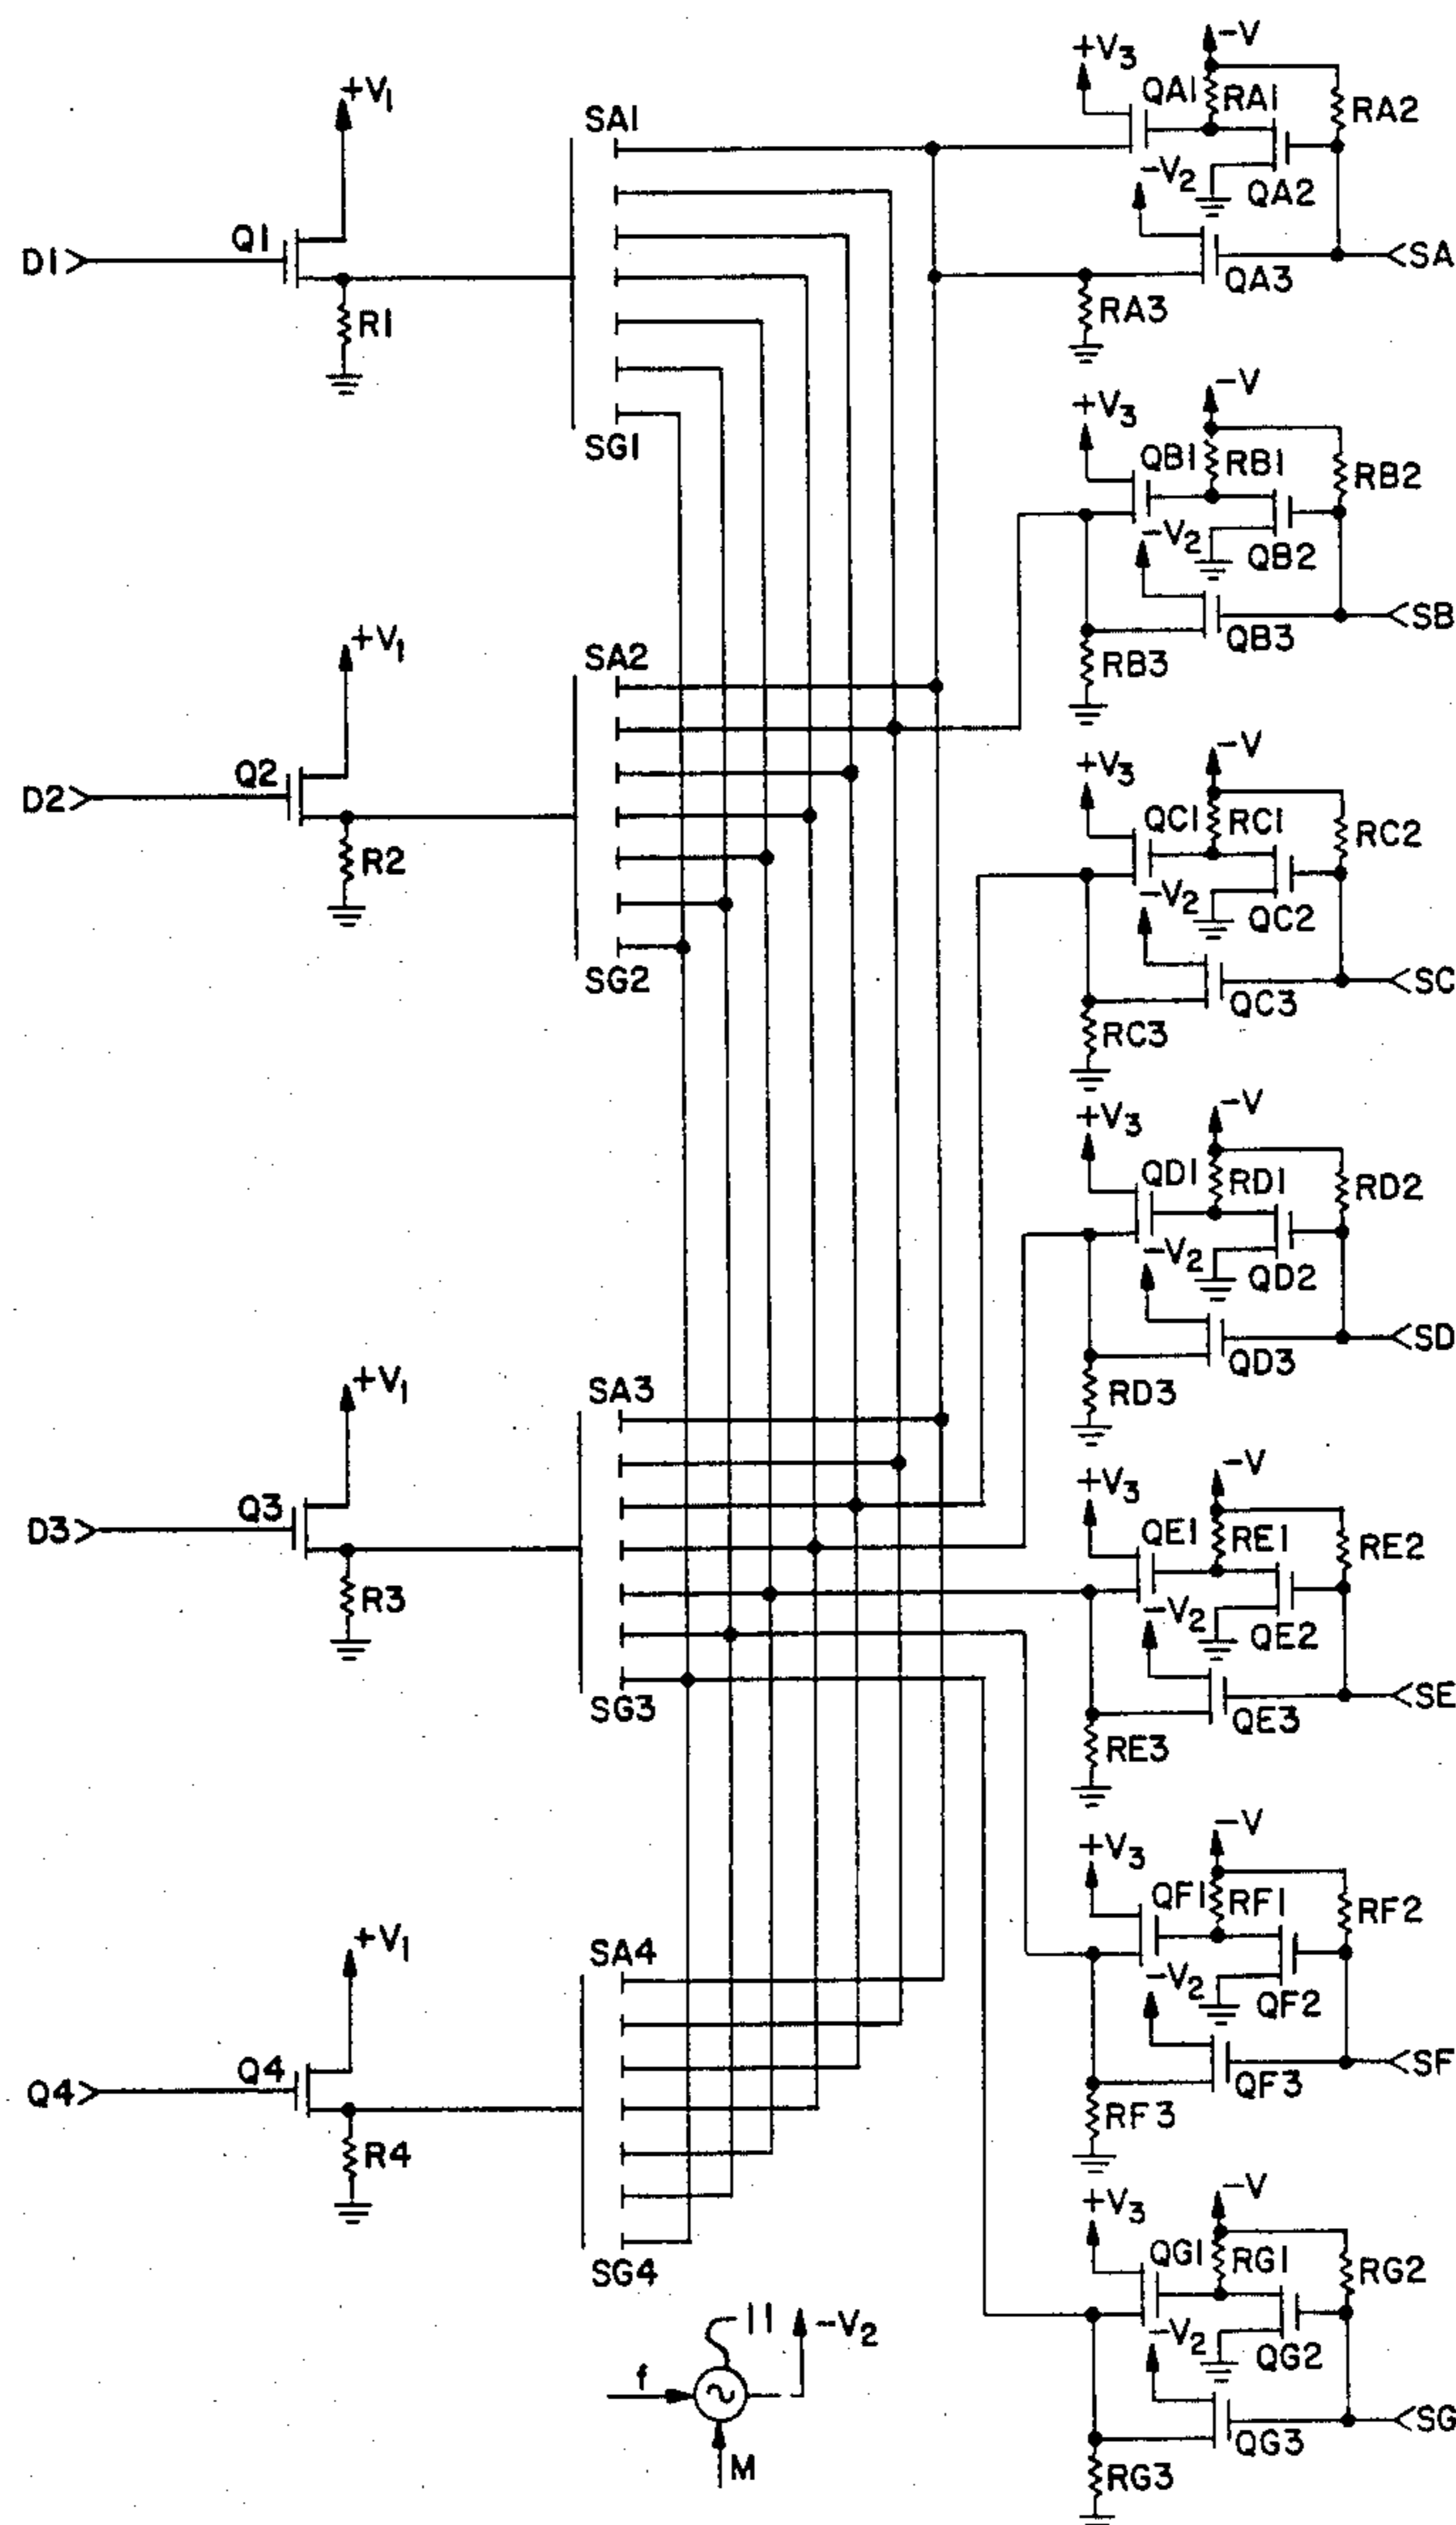 -V
+V3
QA1
RA1
RA2
+V1
SA1
-V2
QA2
Q1
D1
SA
QA3
R1
RA3
-V
+V3
SG1
QB1
RB1
RB2
-V2
QB2
+V1
SA2
SB
QB3
RB3
-V
+V3
Q2
D2
QC1
RC1
RC2
R2
-V2
QC2
SG2
SC
QC3
RC3
-V
+V3
QD1
RD1
RD2
-V2
QD2
SD
QD3
+V1
SA3
RD3
-V
+V3
Q3
D3
QE1
RE1
RE2
R3
-V2
QE2
SG3
SE
QE3
RE3
-V
+V3
QF1
RF1
RF2
+V1
SA4
-V2
QF2
Q4
Q4
SF
QF3
RF3
R4
-V
+V3
SG4
QG1
RG1
RG2
11
-V2
-V2
QG2
f
SG
QG3
M
RG3